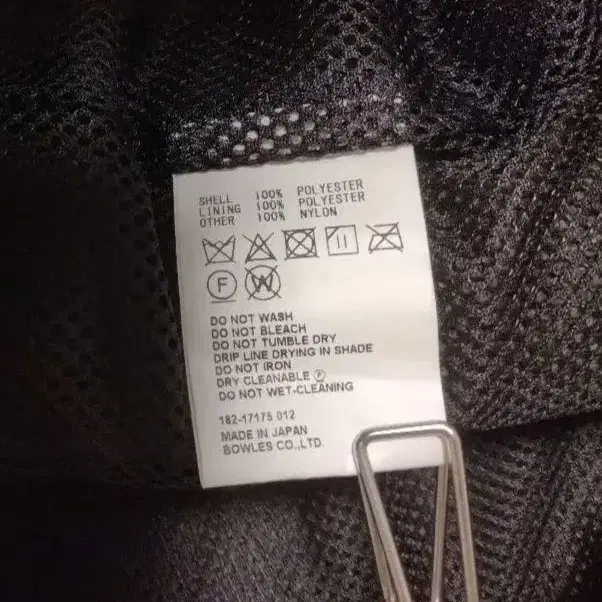 SHELL 100% POLYESTER
LINING 100% POLYESTER
OTHER 100% NYLON
F W
DO NOT WASH
DO NOT BLEACH
DO NOT TUMBLE DRY
DRIP LINE DRYING IN SHADE
DO NOT IRON
DRY CLEANABLE Ⓕ
DO NOT WET-CLEANING
182-17175 012
MADE IN JAPAN
BOWLES CO.,LTD.